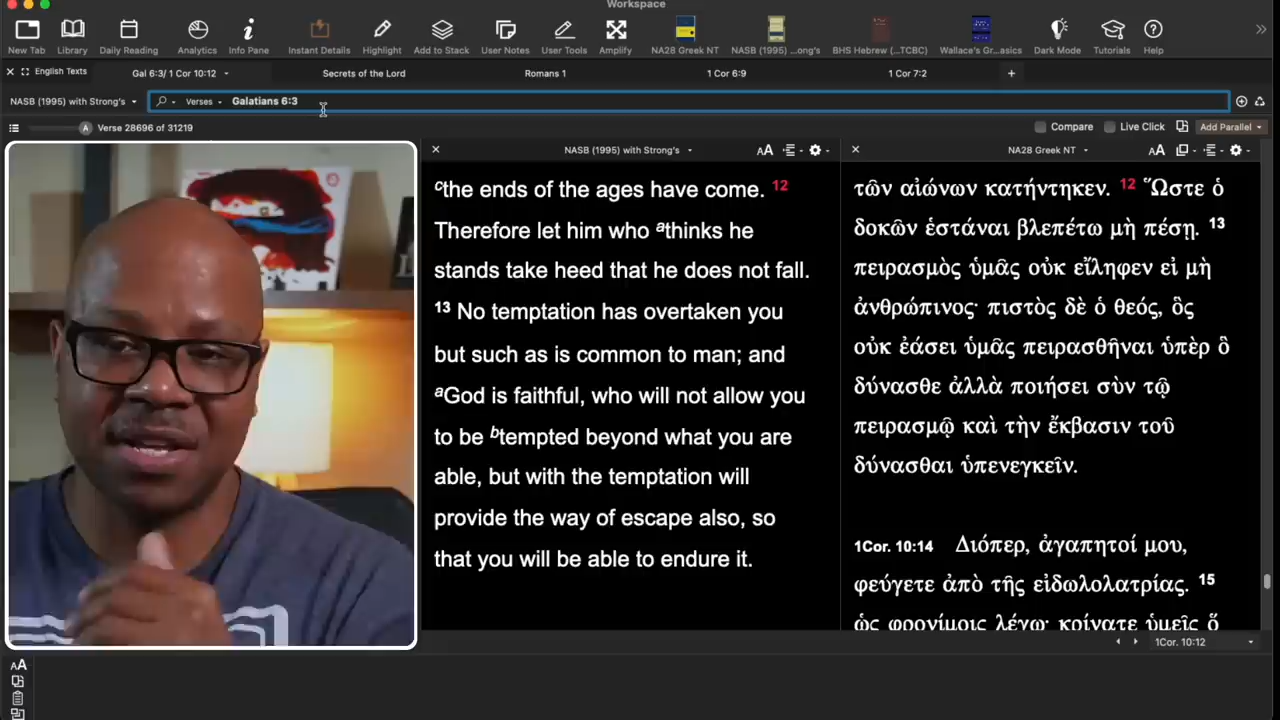 Workspace
New Tab Library Daily Reading Analytics Info Pane Instant Details Highlight Add to Stack User Notes User Tools Amplify NA28 Greek NT NASB (1995) ...ong's BHS Hebrew (...TCBC) Wallace's Gr...asics Dark Mode Tutorials Help
English Texts Gal 6:3/ 1 Cor 10:12 Secrets of the Lord Romans 1 1 Cor 6:9 1 Cor 7:2
NASB (1995) with Strong's Verses Galatians 6:3
A Verse 28696 of 31219 Compare Live Click Add Parallel
NASB (1995) with Strong's AA
cthe ends of the ages have come. 12
Therefore let him who athinks he
stands take heed that he does not fall.
13 No temptation has overtaken you
but such as is common to man; and
aGod is faithful, who will not allow you
to be btempted beyond what you are
able, but with the temptation will
provide the way of escape also, so
that you will be able to endure it.
NA28 Greek NT AA
τῶν αἰώνων κατήντηκεν. 12 Ὥστε ὁ
δοκῶν ἑστάναι βλεπέτω μὴ πέσῃ. 13
πειρασμὸς ὑμᾶς οὐκ εἴληφεν εἰ μὴ
ἀνθρώπινος· πιστὸς δὲ ὁ θεός, ὃς
οὐκ ἐάσει ὑμᾶς πειρασθῆναι ὑπὲρ ὃ
δύνασθε ἀλλὰ ποιήσει σὺν τῷ
πειρασμῷ καὶ τὴν ἔκβασιν τοῦ
δύνασθαι ὑπενεγκεῖν.
1Cor. 10:14 Διόπερ, ἀγαπητοί μου,
φεύγετε ἀπὸ τῆς εἰδωλολατρίας. 15
ὡς φρονίμοις λέγω· κρίνατε ὑμεῖς ὅ
1Cor. 10:12
AA